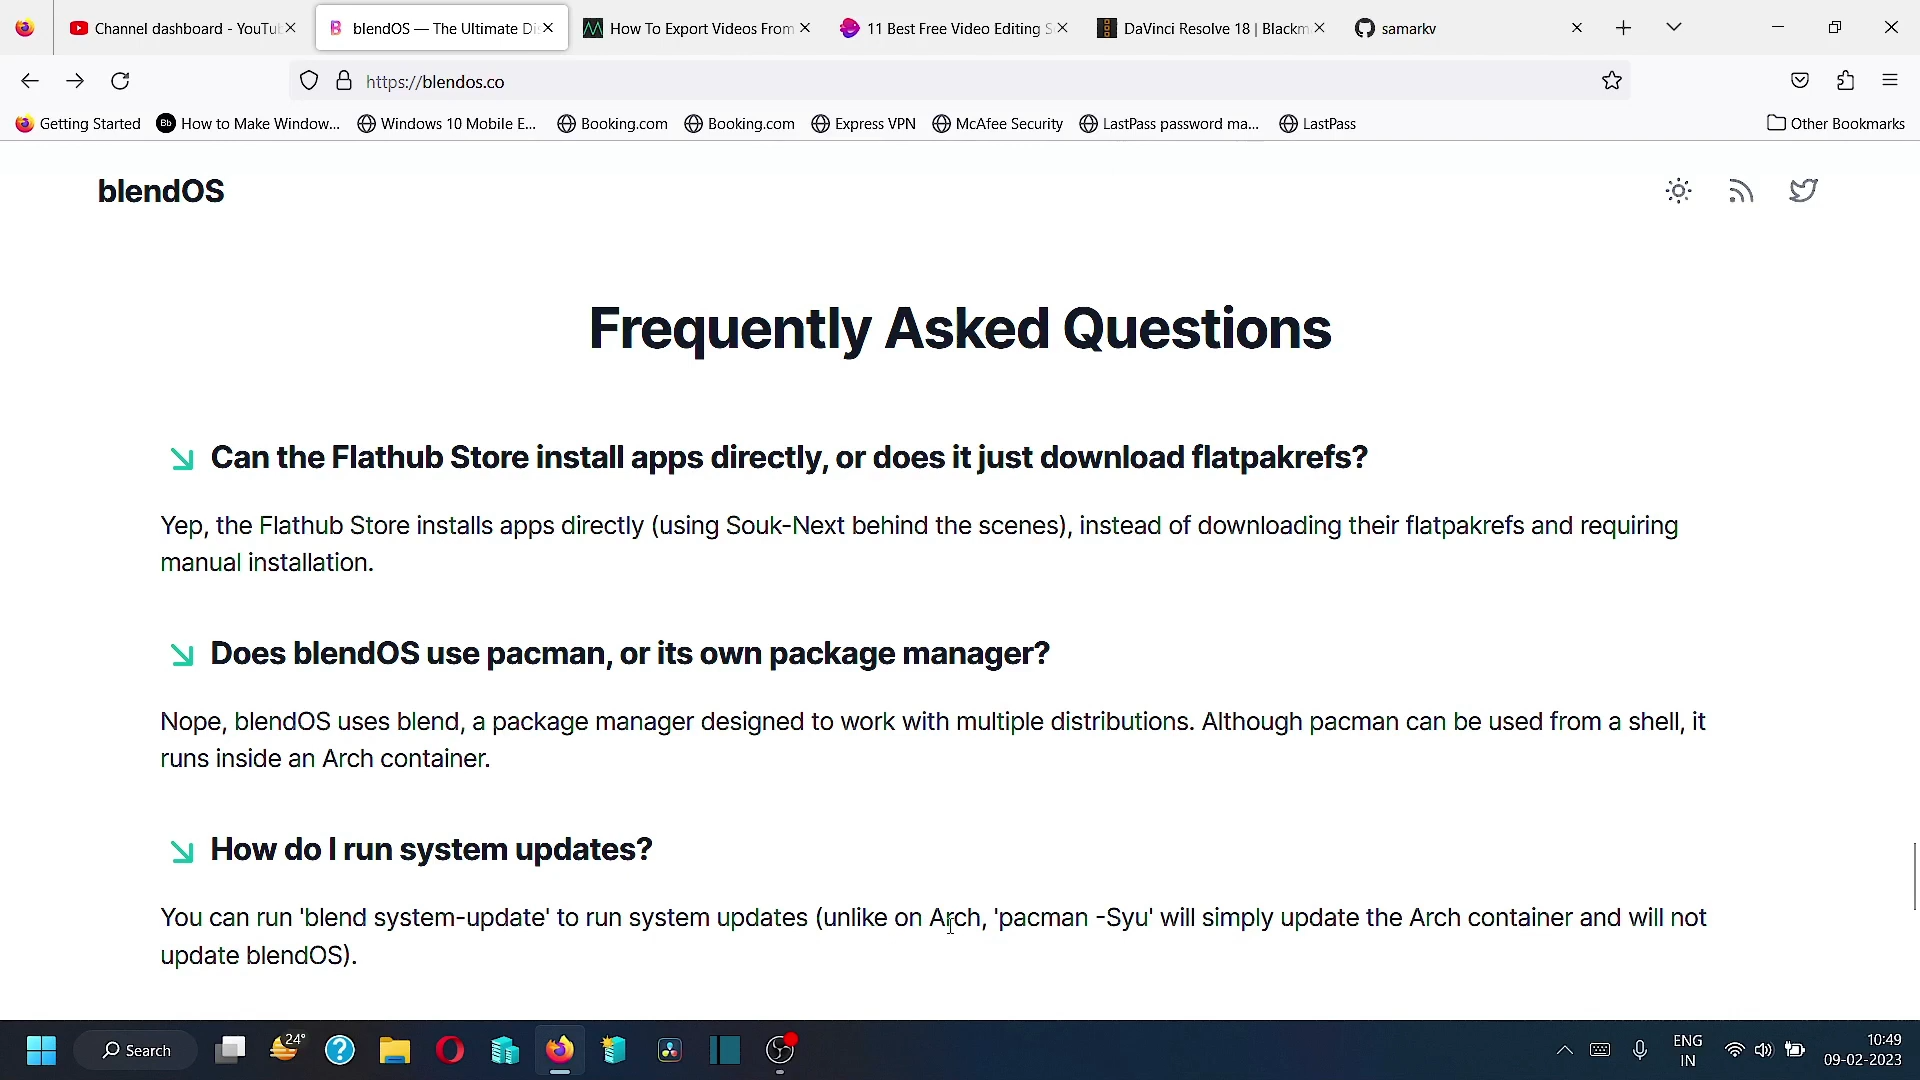 Channel dashboard - YouTu
blendOS — The Ultimate Di
How To Export Videos From
11 Best Free Video Editing S
DaVinci Resolve 18 | Blackm
samarkv
https://blendos.co
Getting Started
How to Make Window...
Windows 10 Mobile E...
Booking.com
Booking.com
Express VPN
McAfee Security
LastPass password ma...
LastPass
Other Bookmarks
blendOS
Frequently Asked Questions
Can the Flathub Store install apps directly, or does it just download flatpakrefs?
Yep, the Flathub Store installs apps directly (using Souk-Next behind the scenes), instead of downloading their flatpakrefs and requiring
manual installation.
Does blendOS use pacman, or its own package manager?
Nope, blendOS uses blend, a package manager designed to work with multiple distributions. Although pacman can be used from a shell, it
runs inside an Arch container.
How do I run system updates?
You can run 'blend system-update' to run system updates (unlike on Arch, 'pacman -Syu' will simply update the Arch container and will not
update blendOS).
Search
24°
ENG
IN
10:49
09-02-2023